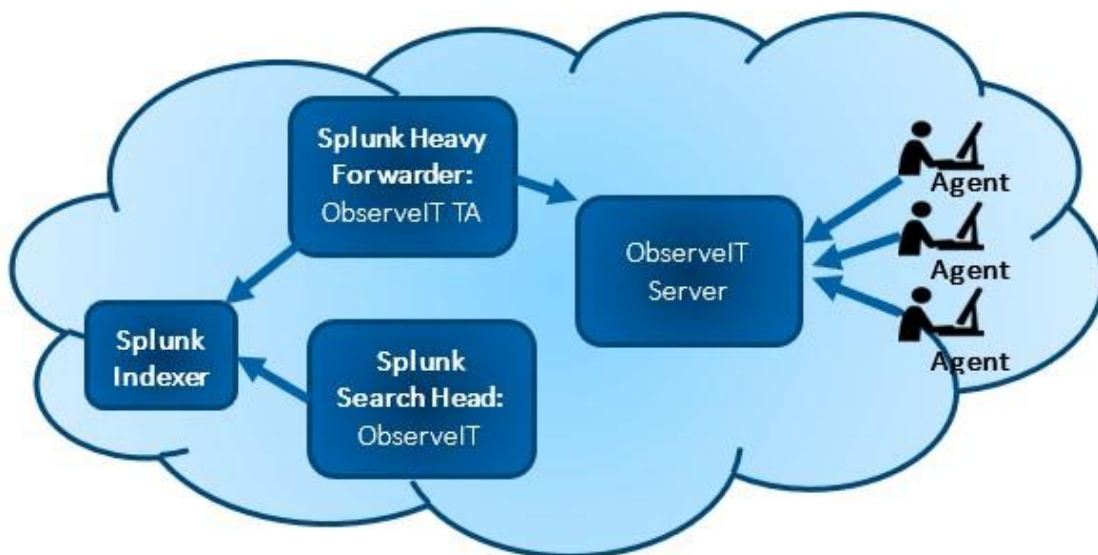 Splunk Heavy
Forwarder:
ObserveIT TA
ObserveIT
Server
Agent
Agent
Agent
Splunk
Indexer
Splunk
Search Head:
ObserveIT